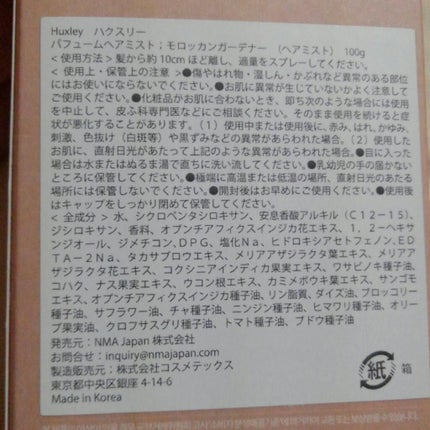 Huxley ハクスリー
パフュームヘアミスト；モロッカンガーデナー （ヘアミスト） 100g
＜使用方法＞髪から約10cmほど離し、適量をスプレーしてください。
＜使用上・保管上の注意＞●傷やはれ物・湿しん・かぶれなど異常のある部位
にはお使いにならないでください。●お肌に異常が生じていないかよく注意して
ご使用ください。●化粧品がお肌に合わないとき、即ち次のような場合には使用
を中止して、皮ふ科専門医などにご相談ください。そのまま使用を続けると症
状が悪化することがあります。（1）使用中または使用後に、赤み、はれ、かゆみ、
刺激、色抜け（白斑等）や黒ずみなどの異常があらわれた場合。（2）使用した
お肌に、直射日光があたって上記のような異常があらわれた場合。●目に入った
場合は水またはぬるま湯で直ちに洗い流してください。●乳幼児の手の届かない
ところに保管してください。●極端に高温または低温の場所、直射日光のあたる
場所には保管しないでください。●開封後はお早めにご使用ください。●使用後
はキャップをしっかり閉めて保管してください。
＜全成分＞水、シクロペンタシロキサン、安息香酸アルキル（C12-15）、
ジシロキサン、香料、オプンチアフィクスインジカ花エキス、1，2－ヘキ
サンジオール、ジメチコン、DPG、塩化Na、ヒドロキシアセトフェノン、ED
TA－2Na、タカサブロウエキス、メリアアザジラクタ葉エキス、メリアア
ザジラクタ花エキス、コクシニアインディカ果実エキス、ワサビノキ種子油、
コハク、ナス果実エキス、ウコン根エキス、カミメボウキ葉エキス、サンゴモ
エキス、オプンチアフィクスインジカ種子油、リン脂質、ダイズ油、ブロッコリー
種子油、サフラワー油、チャ種子油、ニンジン種子油、ヒマワリ種子油、オリー
ブ果実油、クロフサスグリ種子油、トマト種子油、ブドウ種子油
発売元：NMA Japan 株式会社
お問合せ：inquiry@nmajapan.com
製造販売元：株式会社コスメテックス
東京都中央区銀座 4-14-6
Made in Korea
紙 箱